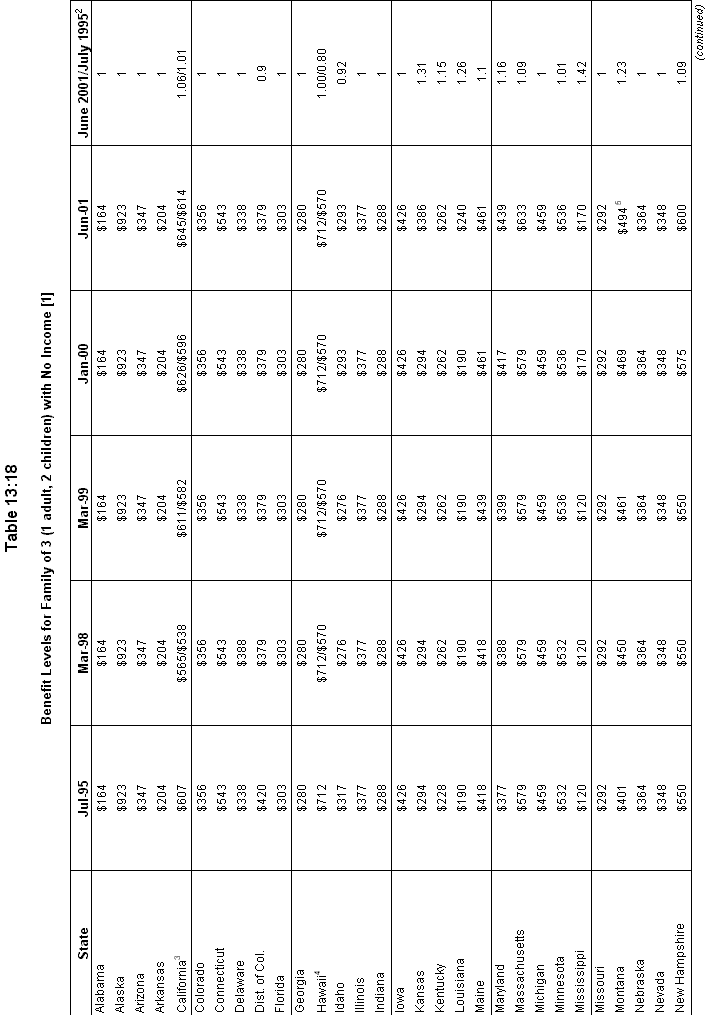 Table 13:18
Benefit Levels for Family of 3 (1 adult, 2 children) with No Income [1]
State Jul-95 Mar-98 Mar-99 Jan-00 Jun-01 June 2001/July 1995²
Alabama $164 $164 $164 $164 $164 1
Alaska $923 $923 $923 $923 $923 1
Arizona $347 $347 $347 $347 $347 1
Arkansas $204 $204 $204 $204 $204 1
California³ $607 $565/$538 $611/$582 $626/$596 $645/$614 1.06/1.01
Colorado $356 $356 $356 $356 $356 1
Connecticut $543 $543 $543 $543 $543 1
Delaware $338 $388 $338 $338 $338 1
Dist. of Col. $420 $379 $379 $379 $379 0.9
Florida $303 $303 $303 $303 $303 1
Georgia $280 $280 $280 $280 $280 1
Hawaii⁴ $712 $712/$570 $712/$570 $712/$570 $712/$570 1.00/0.80
Idaho $317 $276 $276 $293 $293 0.92
Illinois $377 $377 $377 $377 $377 1
Indiana $288 $288 $288 $288 $288 1
Iowa $426 $426 $426 $426 $426 1
Kansas $294 $294 $294 $294 $386 1.31
Kentucky $228 $262 $262 $262 $262 1.15
Louisiana $190 $190 $190 $190 $240 1.26
Maine $418 $418 $439 $461 $461 1.1
Maryland $377 $388 $399 $417 $439 1.16
Massachusetts $579 $579 $579 $579 $633 1.09
Michigan $459 $459 $459 $459 $459 1
Minnesota $532 $532 $536 $536 $536 1.01
Mississippi $120 $120 $120 $170 $170 1.42
Missouri $292 $292 $292 $292 $292 1
Montana $401 $450 $461 $469 $494⁵ 1.23
Nebraska $364 $364 $364 $364 $364 1
Nevada $348 $348 $348 $348 $348 1
New Hampshire $550 $550 $550 $575 $600 1.09
(continued)